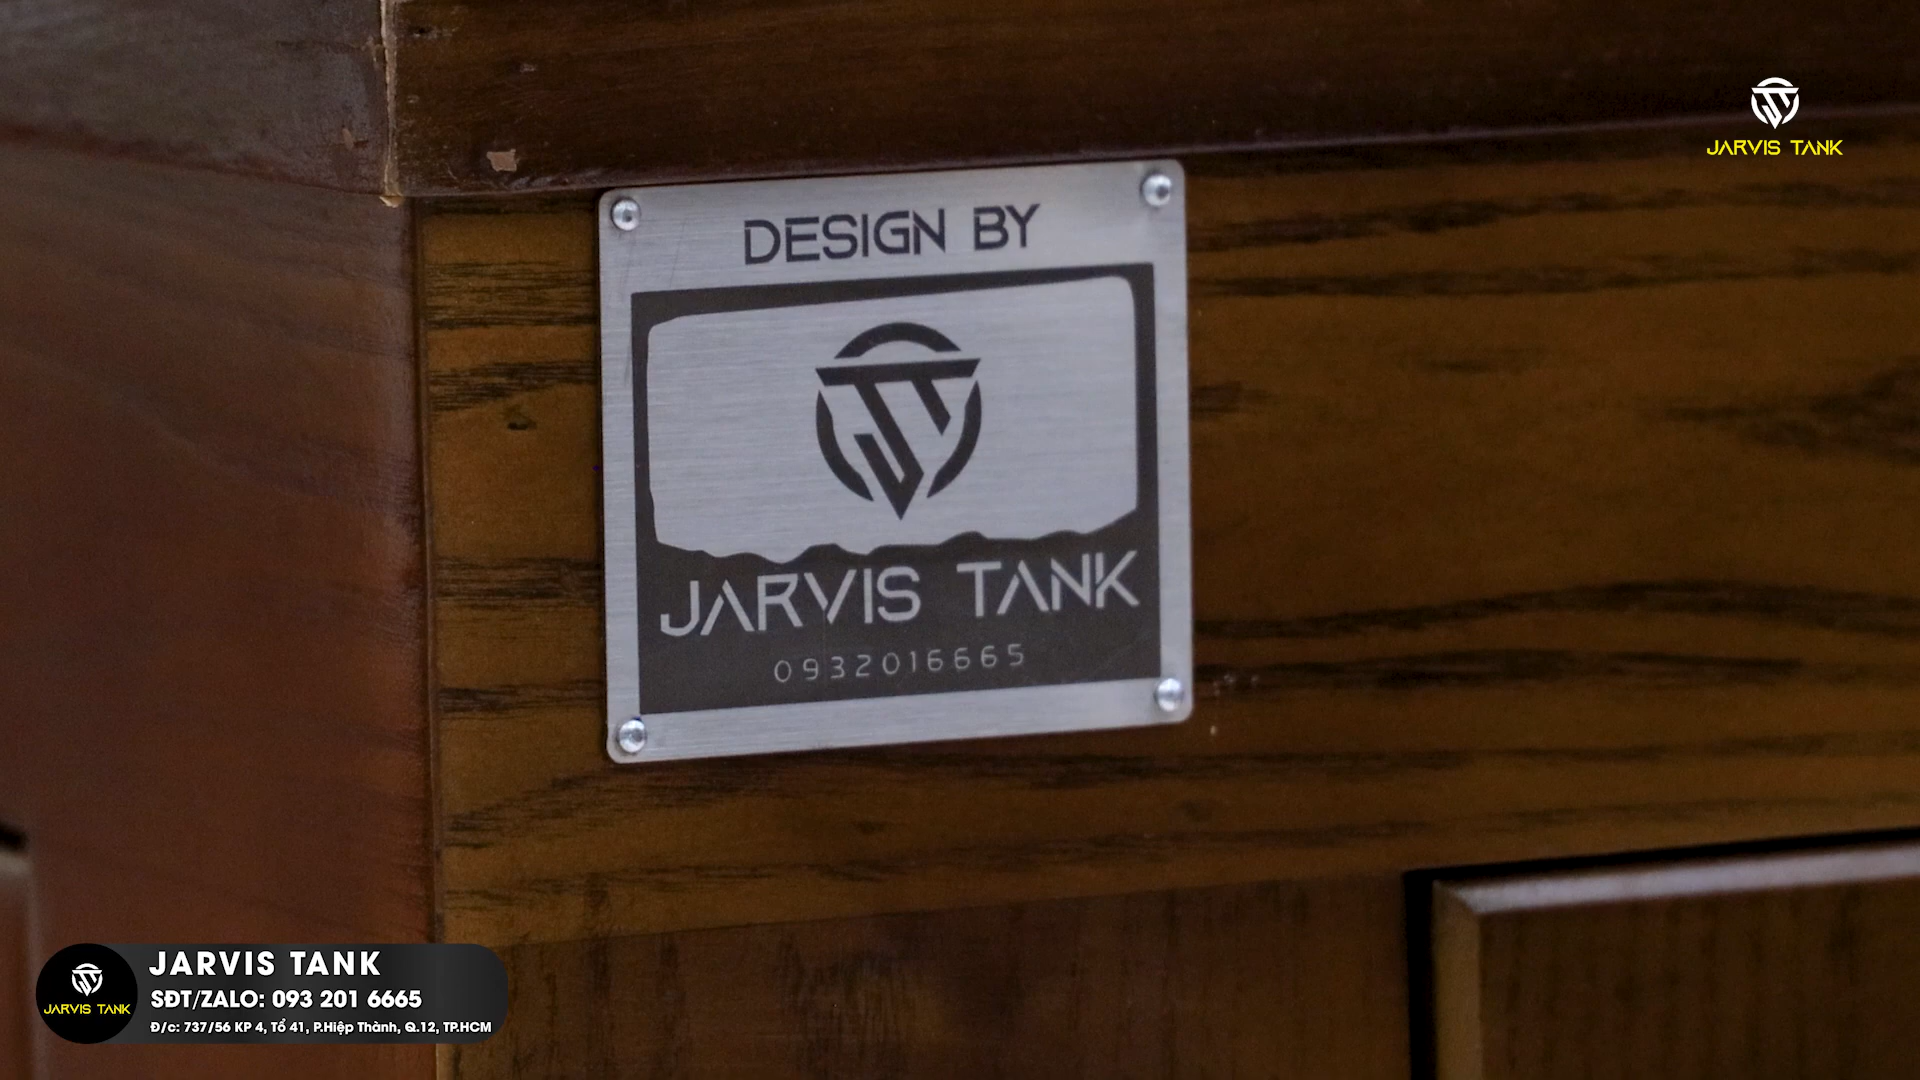 JARVIS TANK
DESIGN BY
JARVIS TANK
0932016665
JARVIS TANK
JARVIS TANK
SĐT/ZALO: 093 201 6665
Đ/c: 737/56 KP 4, Tổ 41, P.Hiệp Thành, Q.12, TP.HCM